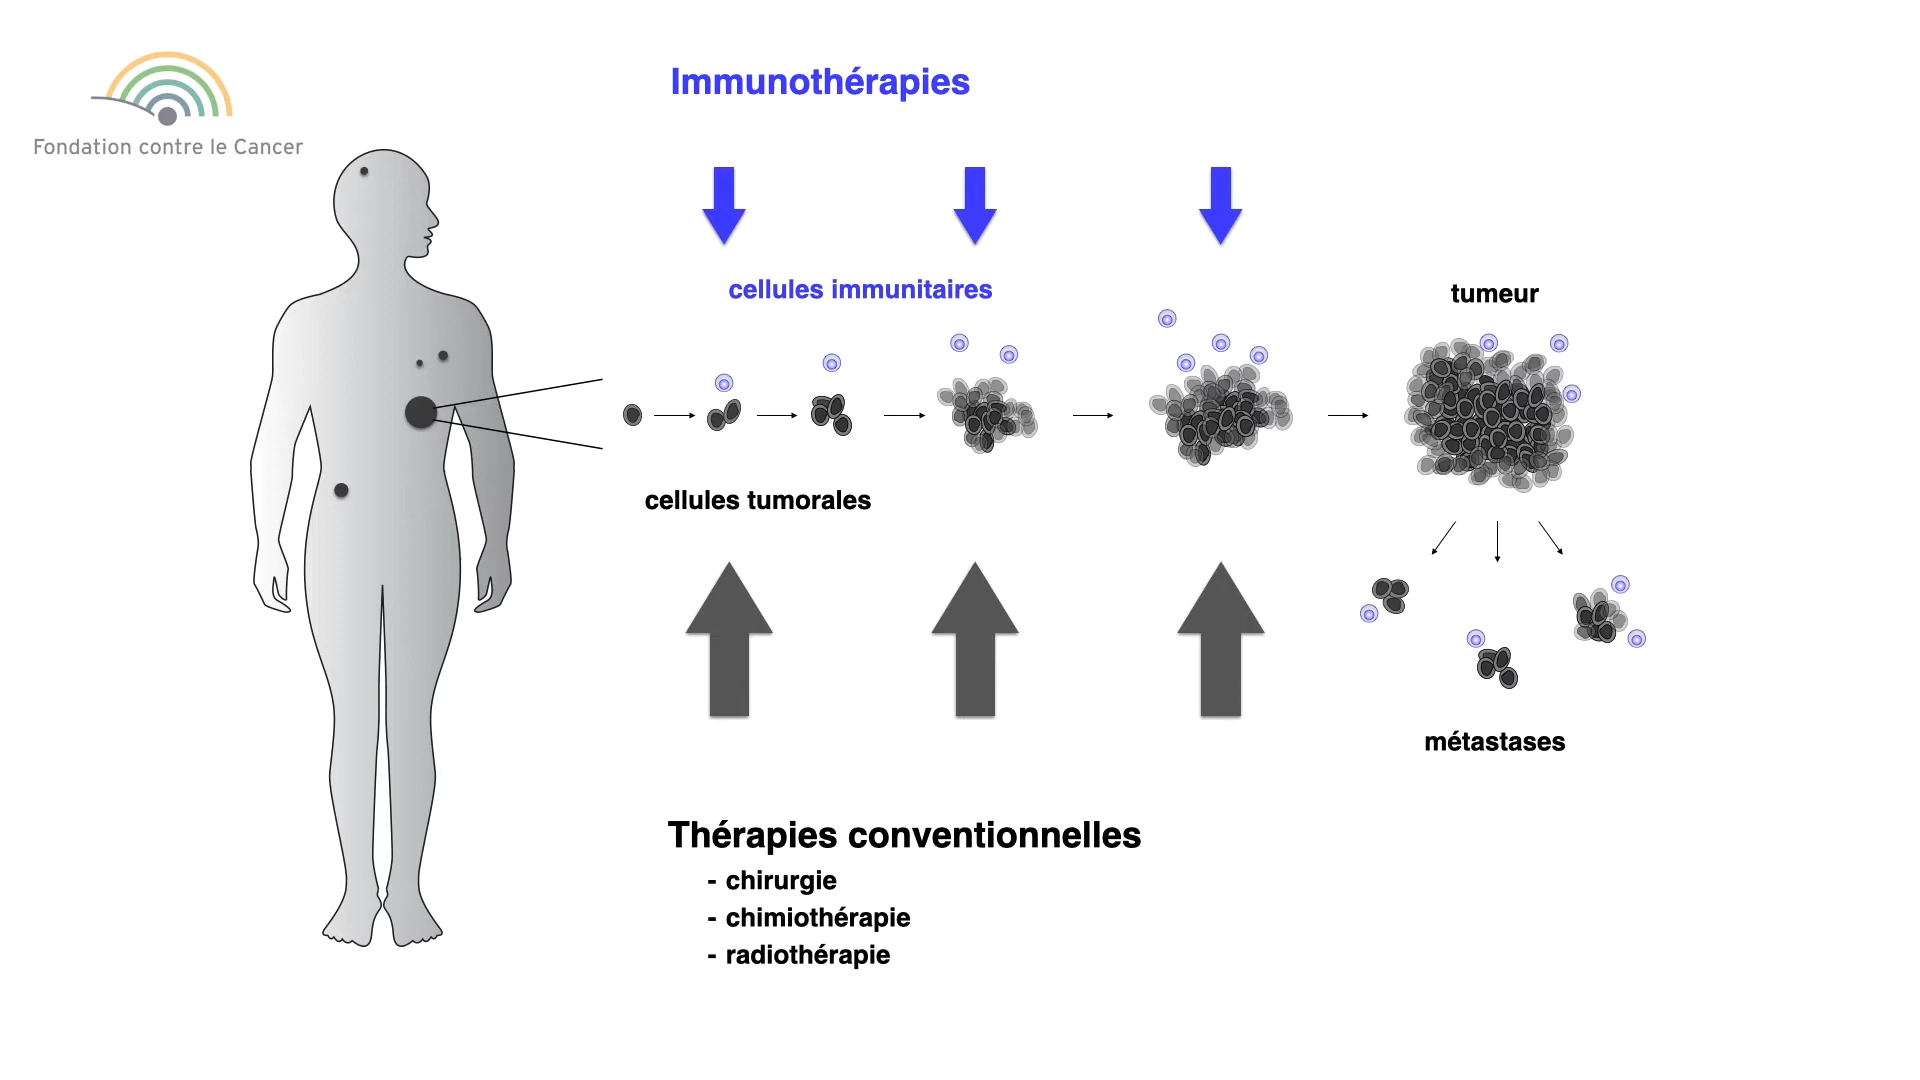 Fondation contre le Cancer
Immunothérapies
cellules immunitaires
tumeur
cellules tumorales
métastases
Thérapies conventionnelles
- chirurgie
- chimiothérapie
- radiothérapie